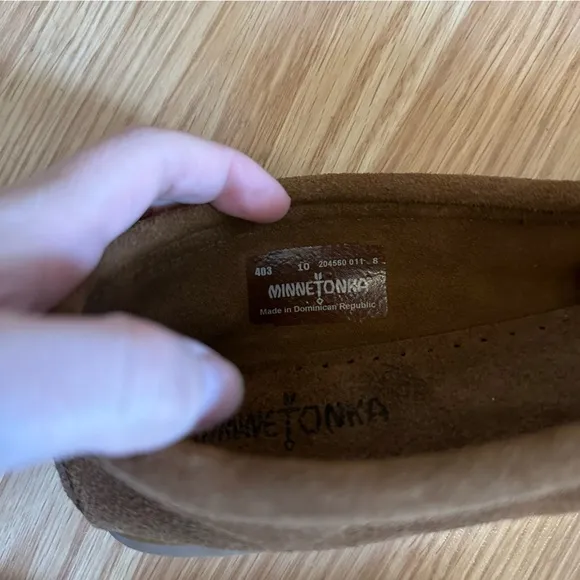 403 10 204560 011 8
MINNETONKA
Made in Dominican Republic
MINNETONKA